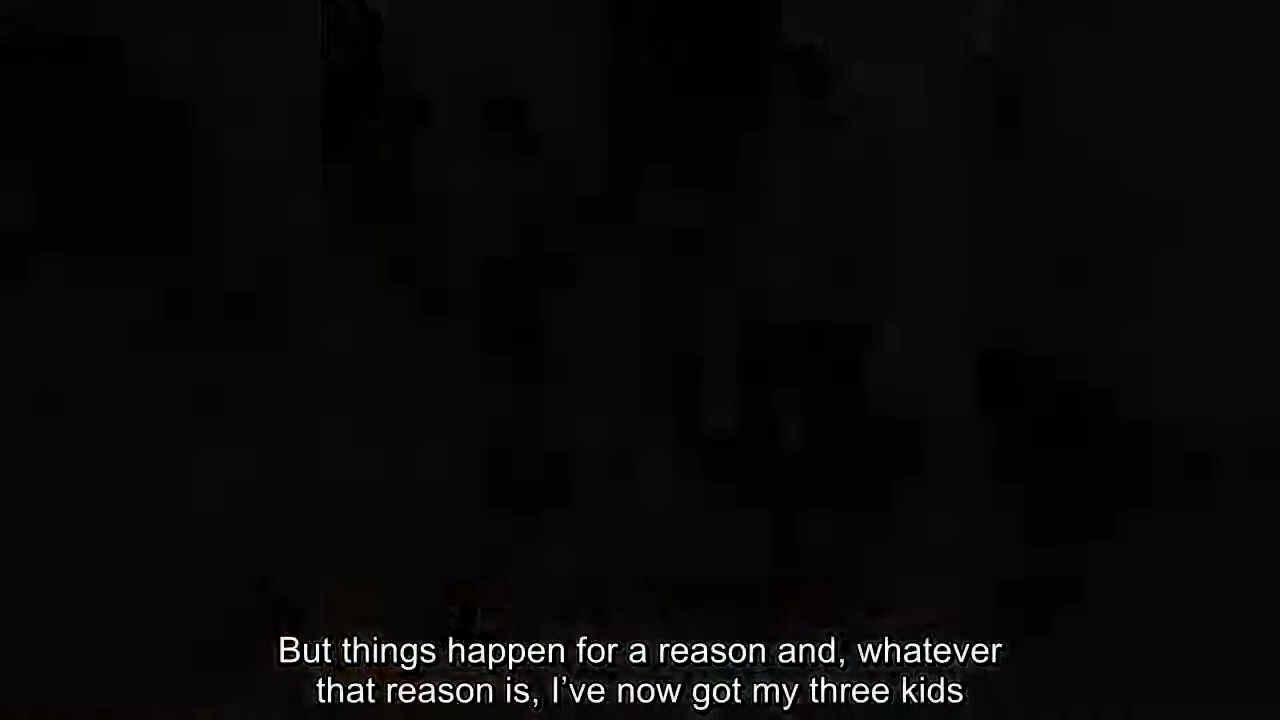 But things happen for a reason and, whatever
that reason is, I've now got my three kids